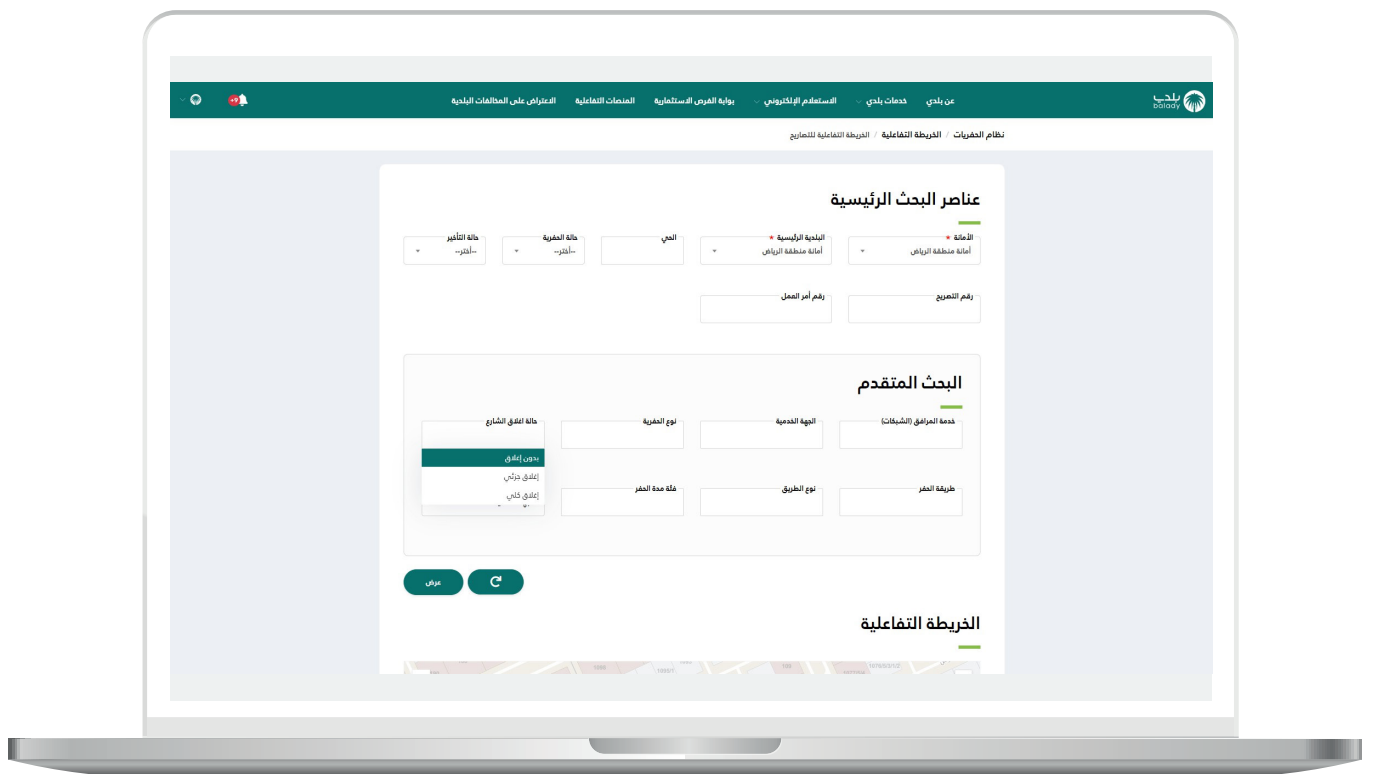 بلدي
balady
عن بلدي خدمات بلدي الاستعلام الإلكتروني بوابة الفرص الاستثمارية المنصات التفاعلية الاعتراض على المخالفات البلدية
+9
نظام الحفريات / الخريطة التفاعلية / الخريطة التفاعلية للتصاريح
عناصر البحث الرئيسية
الأمانة * البلدية الرئيسية * الحي حالة الحفرية حالة التأخير
أمانة منطقة الرياض أمانة منطقة الرياض --أختر-- --أختر--
رقم التصريح رقم أمر العمل
البحث المتقدم
خدمة المرافق (الشبكات) الجهة الخدمية نوع الحفرية حالة اغلاق الشارع
بدون إغلاق
إغلاق جزئي
إغلاق كلي
طريقة الحفر نوع الطريق فئة مدة الحفر
عرض
الخريطة التفاعلية